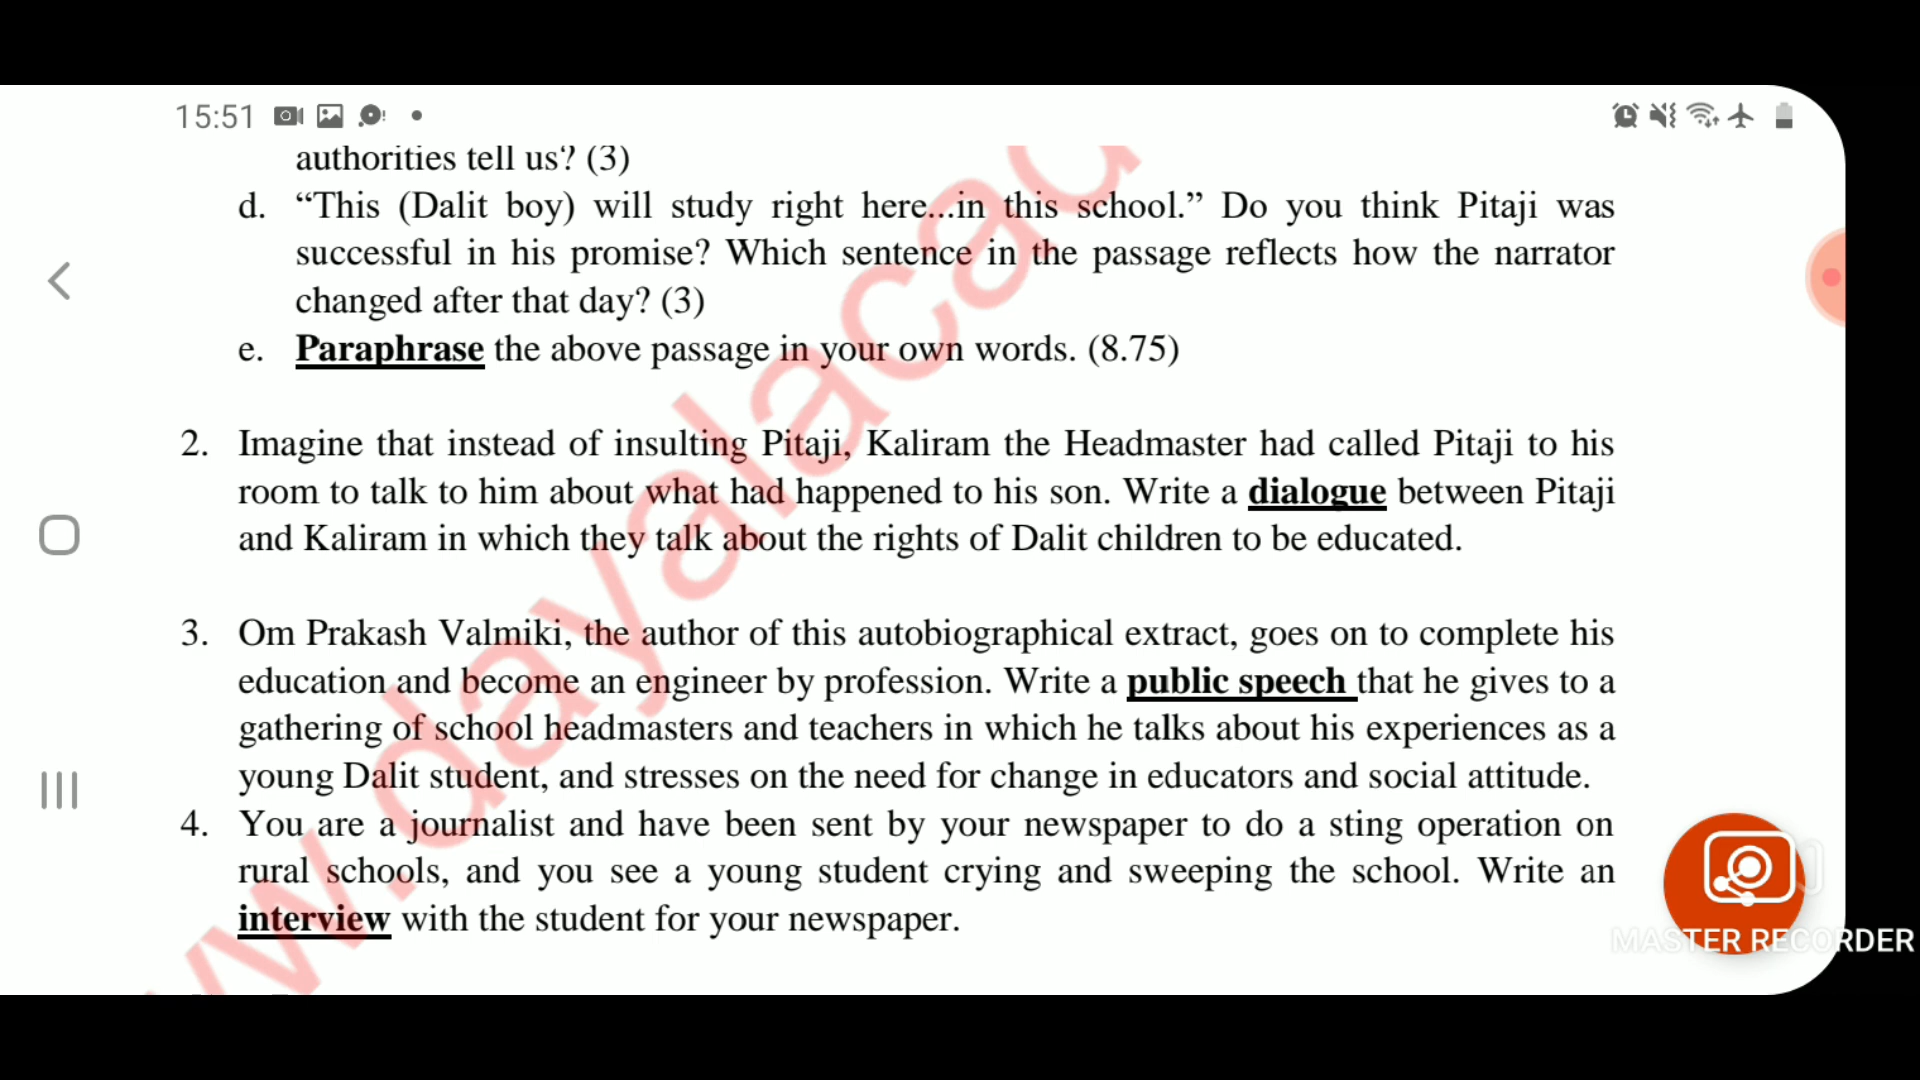 15:51
authorities tell us? (3)
d. “This (Dalit boy) will study right here...in this school.” Do you think Pitaji was
successful in his promise? Which sentence in the passage reflects how the narrator
changed after that day? (3)
e. Paraphrase the above passage in your own words. (8.75)
2. Imagine that instead of insulting Pitaji, Kaliram the Headmaster had called Pitaji to his
room to talk to him about what had happened to his son. Write a dialogue between Pitaji
and Kaliram in which they talk about the rights of Dalit children to be educated.
3. Om Prakash Valmiki, the author of this autobiographical extract, goes on to complete his
education and become an engineer by profession. Write a public speech that he gives to a
gathering of school headmasters and teachers in which he talks about his experiences as a
young Dalit student, and stresses on the need for change in educators and social attitude.
4. You are a journalist and have been sent by your newspaper to do a sting operation on
rural schools, and you see a young student crying and sweeping the school. Write an
interview with the student for your newspaper.
w.dayalacad
MASTER RECORDER